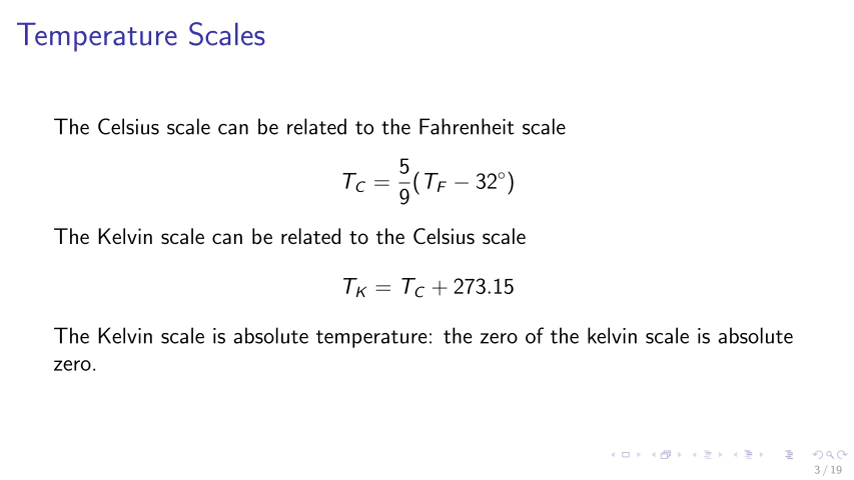 Temperature Scales
The Celsius scale can be related to the Fahrenheit scale
T_C = 5/9 (T_F − 32°)
The Kelvin scale can be related to the Celsius scale
T_K = T_C + 273.15
The Kelvin scale is absolute temperature: the zero of the kelvin scale is absolute
zero.
3 / 19